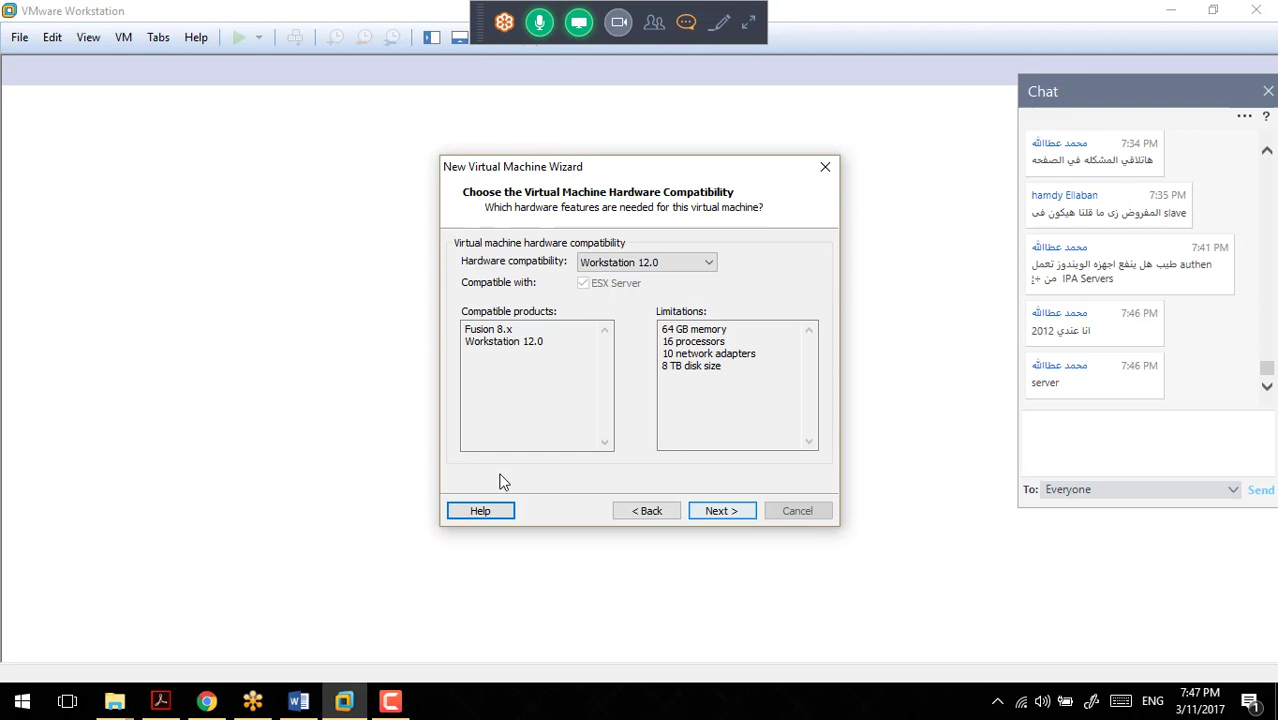 VMware Workstation
File Edit View VM Tabs Help
New Virtual Machine Wizard
Choose the Virtual Machine Hardware Compatibility
Which hardware features are needed for this virtual machine?
Virtual machine hardware compatibility
Hardware compatibility: Workstation 12.0
Compatible with: ESX Server
Compatible products:
Fusion 8.x
Workstation 12.0
Limitations:
64 GB memory
16 processors
10 network adapters
8 TB disk size
Help < Back Next > Cancel
Chat
محمد عطاالله 7:34 PM
هاتلاقي المشكله في الصفحه
hamdy Ellaban 7:35 PM
المفروض زى ما قلنا هيكون فى slave
محمد عطاالله 7:41 PM
طيب هل ينفع اجهزه الويندوز تعمل authen
من IPA Servers
محمد عطاالله 7:46 PM
انا عندي 2012
محمد عطاالله 7:46 PM
server
To: Everyone Send
ENG
7:47 PM
3/11/2017
1